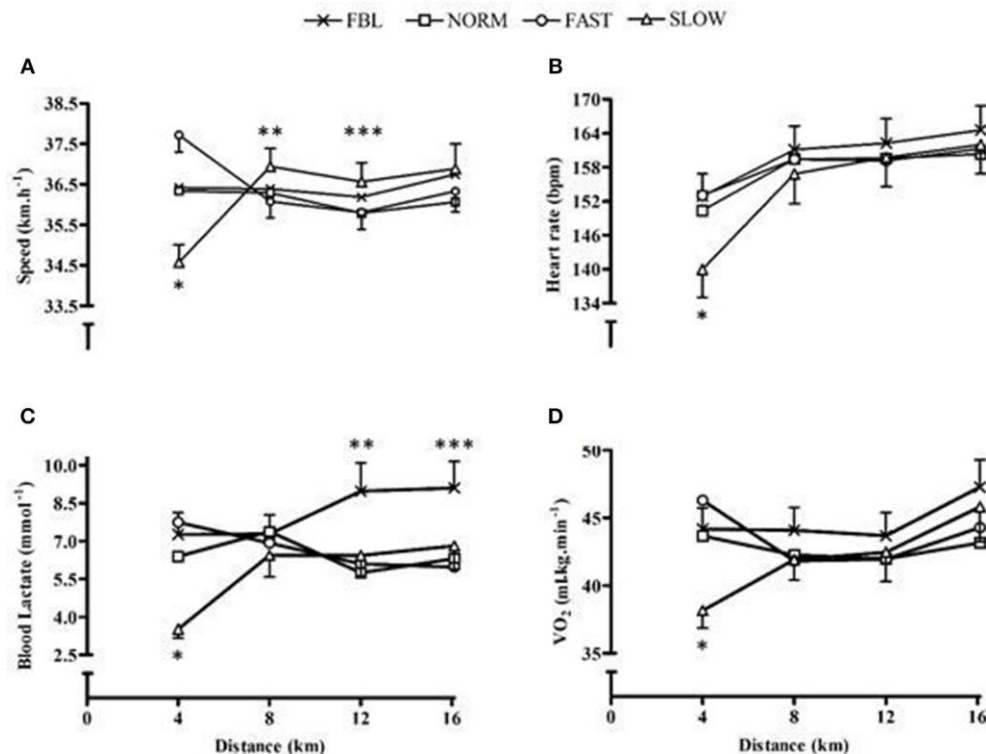 FBL NORM FAST SLOW
A
38.5
37.5
36.5
35.5
34.5
33.5
Speed (km.h-1)
** ***
*
B
170
164
158
152
146
140
134
Heart rate (bpm)
*
C
10.0
8.5
7.0
5.5
4.0
2.5
Blood Lactate (mmol-1)
** ***
*
0 4 8 12 16
Distance (km)
D
50
45
40
35
VO2 (ml.kg.min-1)
*
0 4 8 12 16
Distance (km)